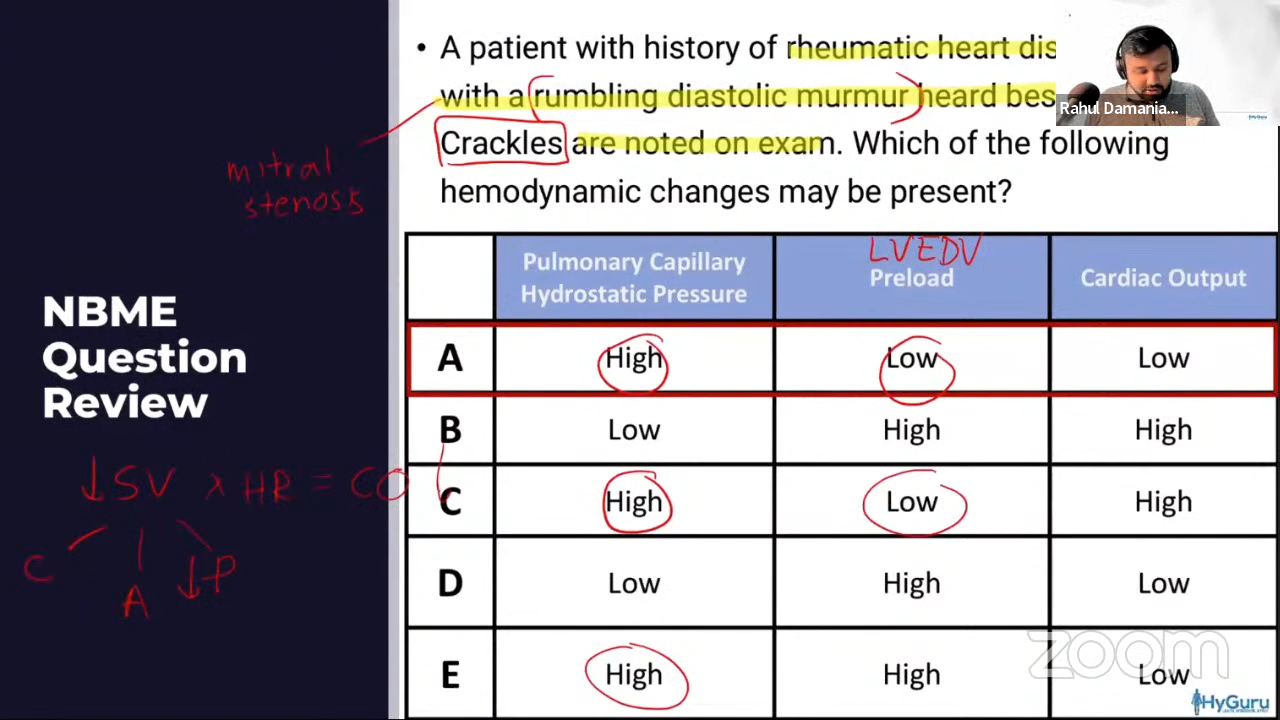 • A patient with history of rheumatic heart dis
with a rumbling diastolic murmur heard bes
Crackles are noted on exam. Which of the following
hemodynamic changes may be present?
Rahul Damania...
HyGuru
mitral
stenosis
NBME
Question
Review
↓SV x HR = CO↓
C
A
↓P
LVEDV
Pulmonary Capillary Hydrostatic Pressure Preload Cardiac Output
A High Low Low
B Low High High
C High Low High
D Low High Low
E High High Low
zoom
HyGuru